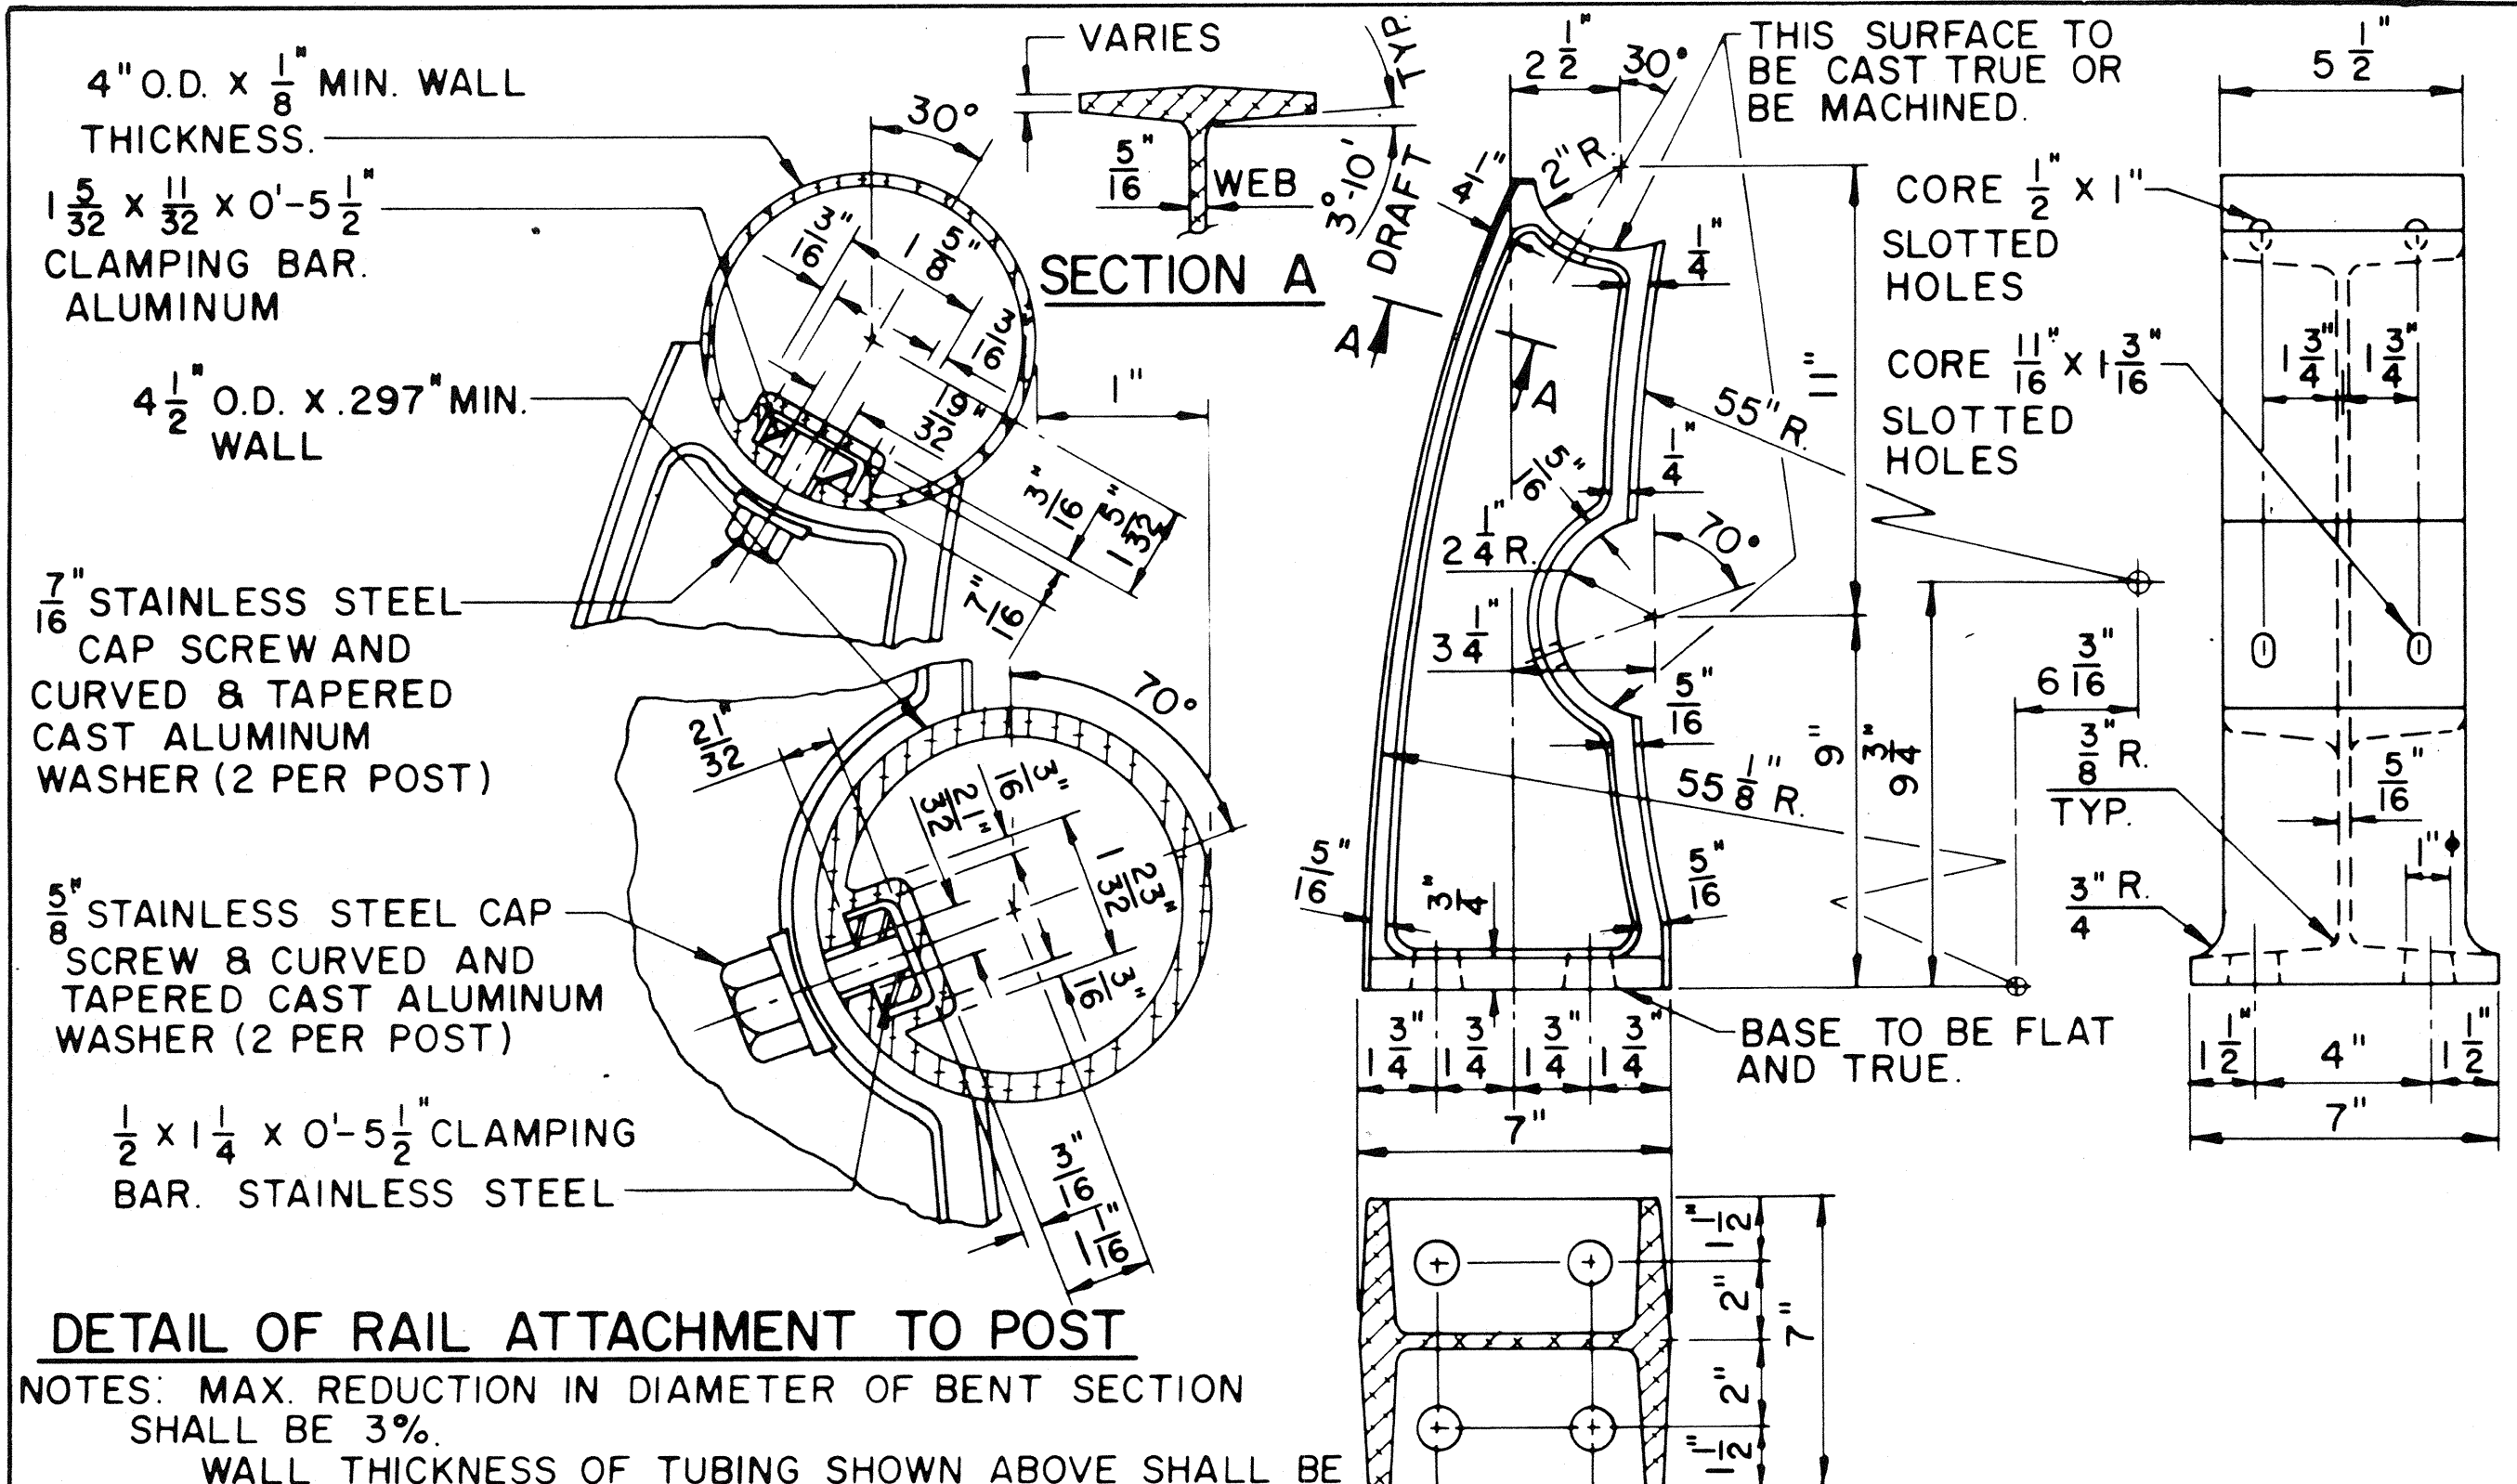 4" O.D. X 1/8" MIN. WALL
THICKNESS.
1 5/32 X 11/32 X 0'-5 1/2"
CLAMPING BAR.
ALUMINUM
4 1/2" O.D. X .297" MIN.
WALL
7/16" STAINLESS STEEL
CAP SCREW AND
CURVED & TAPERED
CAST ALUMINUM
WASHER (2 PER POST)
5/8" STAINLESS STEEL CAP
SCREW & CURVED AND
TAPERED CAST ALUMINUM
WASHER (2 PER POST)
1/2 X 1 1/4 X 0'-5 1/2" CLAMPING
BAR. STAINLESS STEEL
30°
3/16"
1 5/8"
3/16
19/32"
1"
3/16"
1 5/32"
7/16"
70°
21/32"
21/32"
3/16"
1 23/32"
3/16"
3/16"
1 1/16"
VARIES
TYP.
5/16"
WEB
3°-10'
DRAFT
SECTION A
2 1/2"
30°
THIS SURFACE TO
BE CAST TRUE OR
BE MACHINED.
1/4"
2" R.
1/4"
A
A
11"
55" R.
1/4"
5/16"
2 1/4" R.
70°
3 1/4"
5/16"
9"
9 3/4"
55 1/8" R.
5/16"
3/4"
5/16"
6 3/16"
1 3/4"
1 3/4"
1 3/4"
1 3/4"
7"
BASE TO BE FLAT
AND TRUE.
5 1/2"
CORE 1/2" X 1"
SLOTTED
HOLES
CORE 11/16" X 1 3/16"
SLOTTED
HOLES
1 3/4"
1 3/4"
3/8" R.
TYP.
5/16"
1"
3/4" R.
1 1/2"
4"
1 1/2"
7"
1 1/2"
2"
2"
1 1/2"
7"
DETAIL OF RAIL ATTACHMENT TO POST
NOTES: MAX. REDUCTION IN DIAMETER OF BENT SECTION
SHALL BE 3%.
WALL THICKNESS OF TUBING SHOWN ABOVE SHALL BE